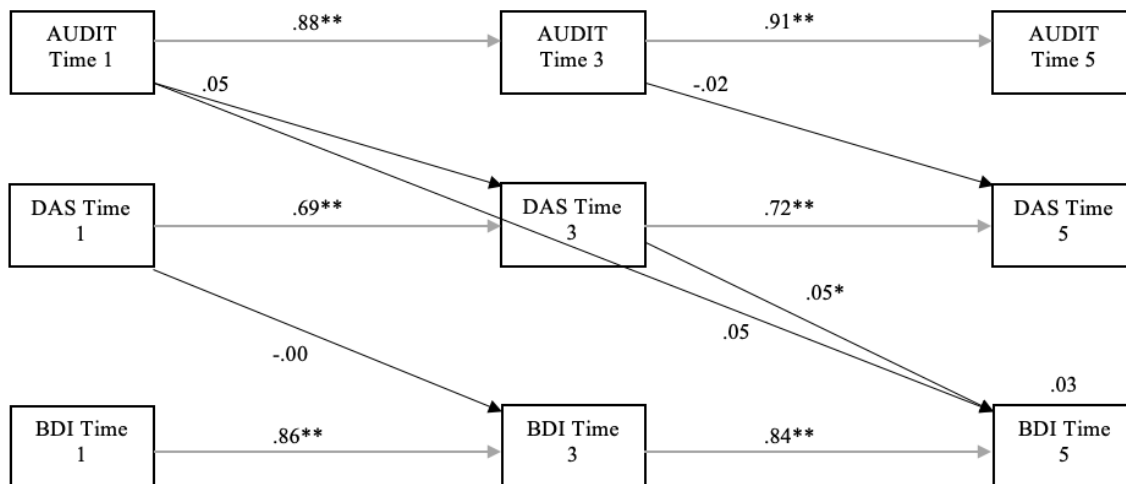 .88**
.91**
AUDIT
Time 1
AUDIT
Time 3
AUDIT
Time 5
.05
-.02
.69**
.72**
DAS Time
1
DAS Time
3
DAS Time
5
.05*
.05
-.00
.03
.86**
.84**
BDI Time
1
BDI Time
3
BDI Time
5